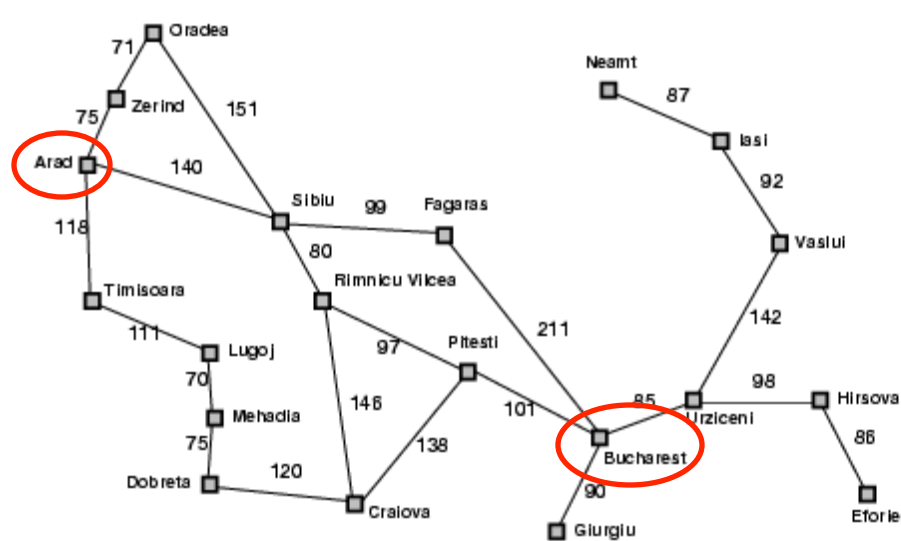 Oradea
71
Neamt
87
Zerind
151
75
Iasi
Arad
140
92
Sibiu
99
Fagaras
118
80
Vaslui
Timisoara
Rimnicu Vilcea
142
111
211
Lugoj
97
Pitesti
70
98
146
101
85
Hirsova
Mehadia
Urziceni
75
138
86
Bucharest
Dobreta
120
90
Craiova
Eforie
Giurgiu